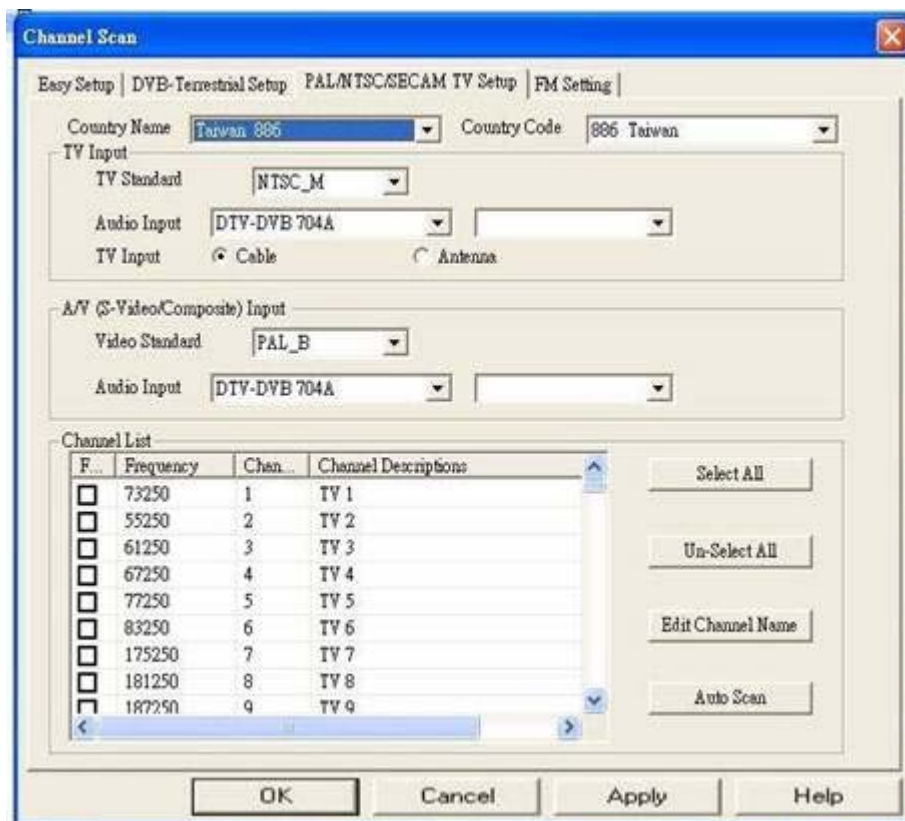 Channel Scan
Easy Setup DVB-Terrestrial Setup PAL/NTSC/SECAM TV Setup FM Setting
Country Name Taiwan 886 Country Code 886 Taiwan
TV Input
TV Standard NTSC_M
Audio Input DTV-DVB 704A
TV Input Cable Antenna
A/V (S-Video/Composite) Input
Video Standard PAL_B
Audio Input DTV-DVB 704A
Channel List
F... Frequency Chan... Channel Descriptions
73250 1 TV 1
55250 2 TV 2
61250 3 TV 3
67250 4 TV 4
77250 5 TV 5
83250 6 TV 6
175250 7 TV 7
181250 8 TV 8
187250 9 TV 9
Select All
Un-Select All
Edit Channel Name
Auto Scan
OK Cancel Apply Help